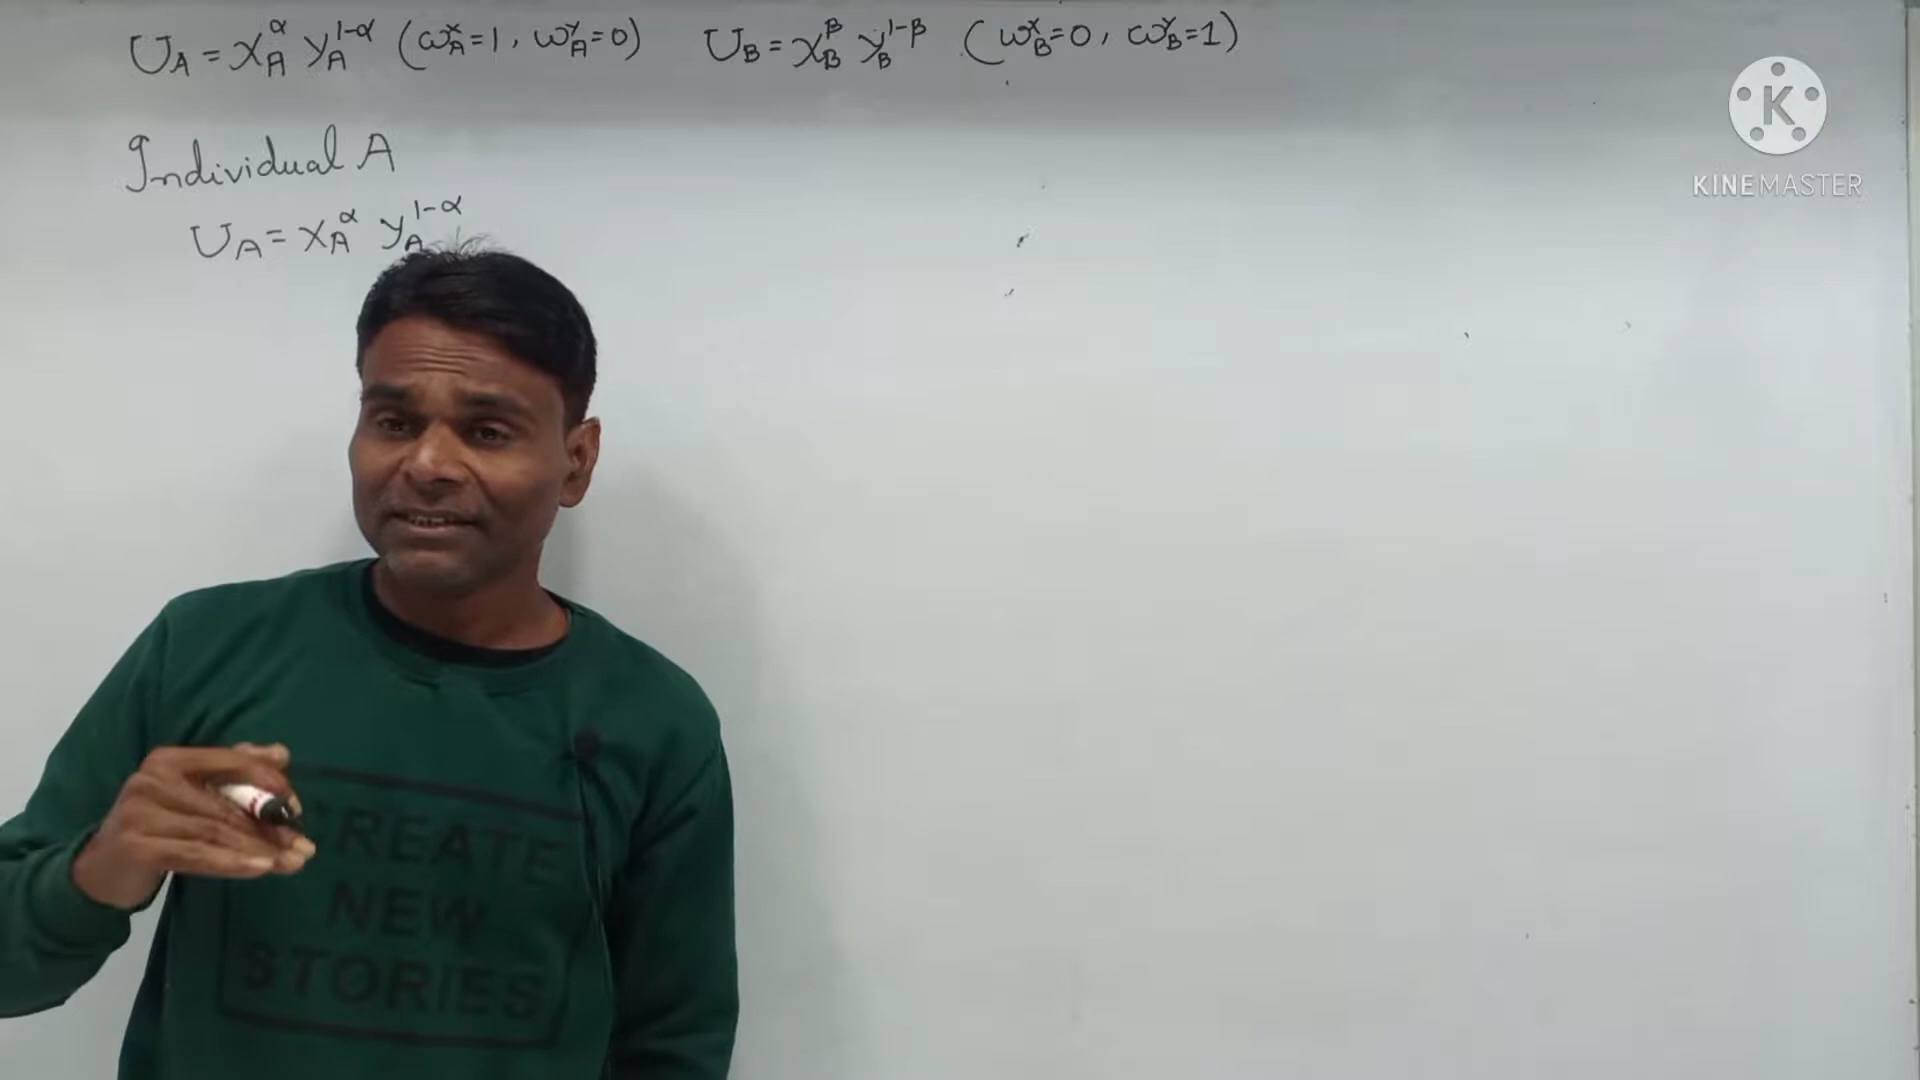 U_A = x_A^α y_A^{1-α} (ω_A^x=1, ω_A^y=0) U_B = x_B^β y_B^{1-β} (ω_B^x=0, ω_B^y=1)
Individual A
U_A = x_A^α y_A^{1-α}
K
KINEMASTER
CREATE
NEW
STORIES